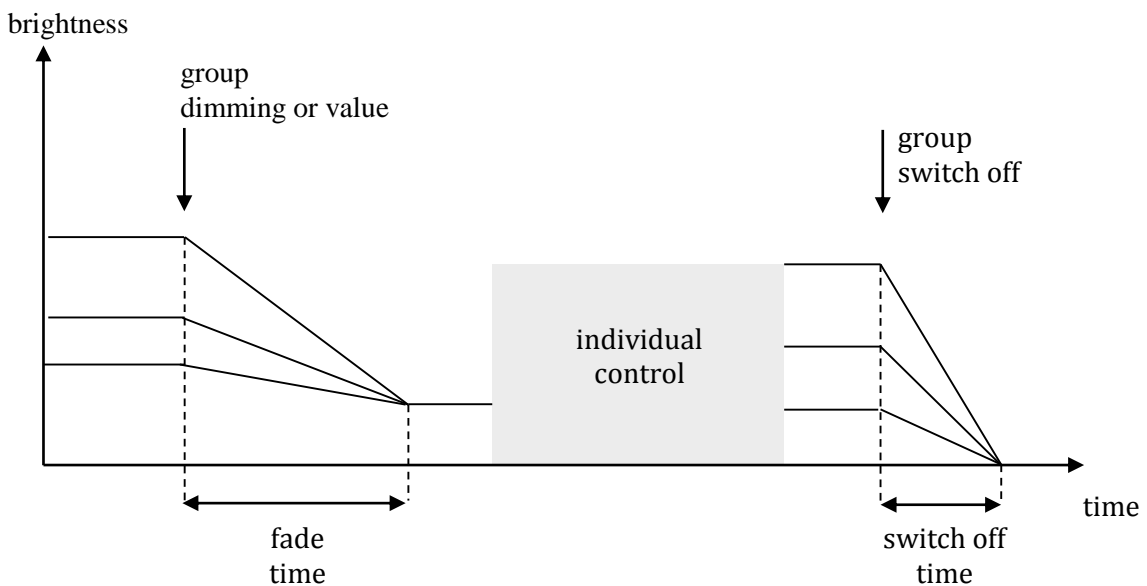 brightness
group
dimming or value
group
switch off
individual
control
time
fade
time
switch off
time